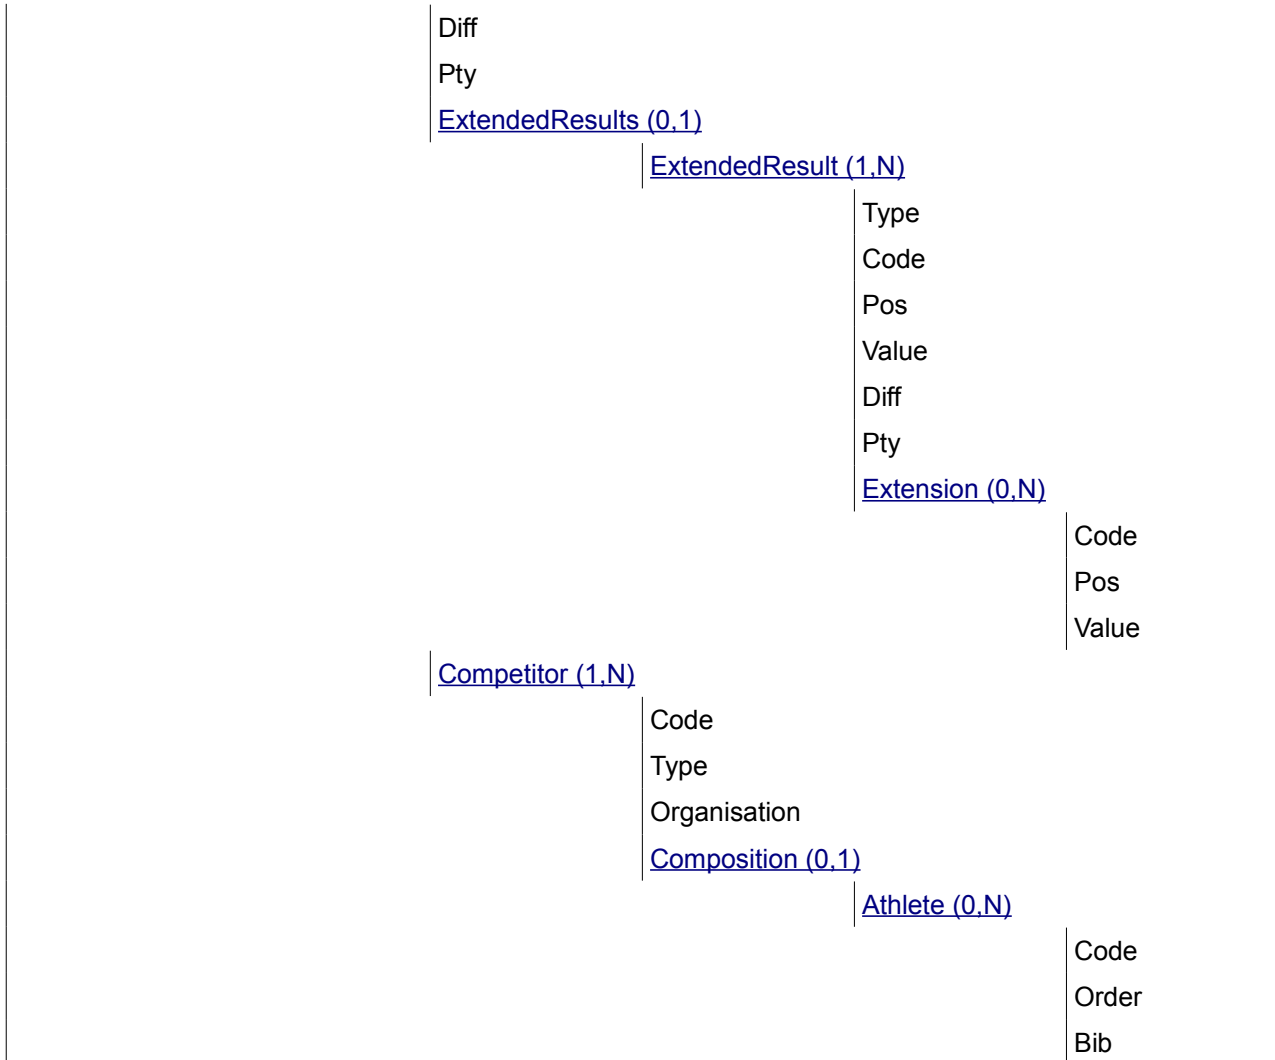 Diff
Pty
ExtendedResults (0,1)
ExtendedResult (1,N)
Type
Code
Pos
Value
Diff
Pty
Extension (0,N)
Code
Pos
Value
Competitor (1,N)
Code
Type
Organisation
Composition (0,1)
Athlete (0,N)
Code
Order
Bib